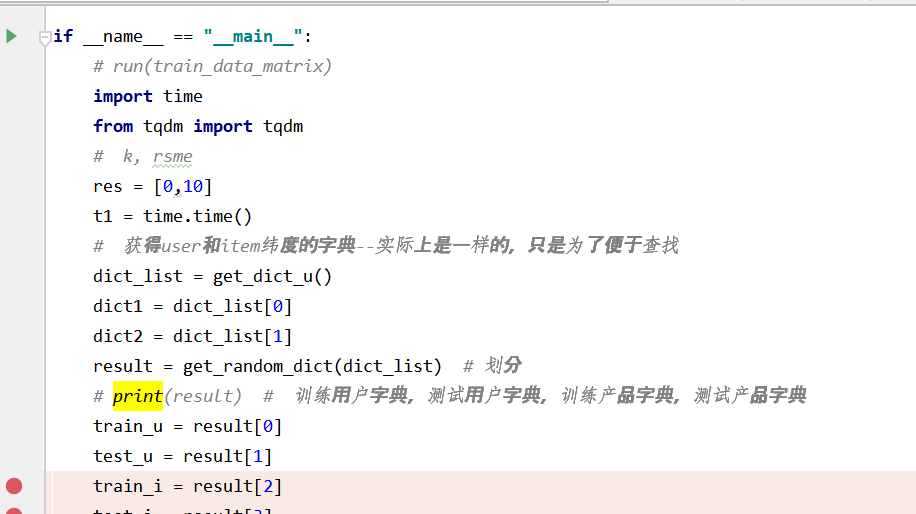 if __name__ == "__main__":
# run(train_data_matrix)
import time
from tqdm import tqdm
# k, rsme
res = [0,10]
t1 = time.time()
# 获得user和item纬度的字典--实际上是一样的，只是为了便于查找
dict_list = get_dict_u()
dict1 = dict_list[0]
dict2 = dict_list[1]
result = get_random_dict(dict_list) # 划分
# print(result) # 训练用户字典，测试用户字典，训练产品字典，测试产品字典
train_u = result[0]
test_u = result[1]
train_i = result[2]